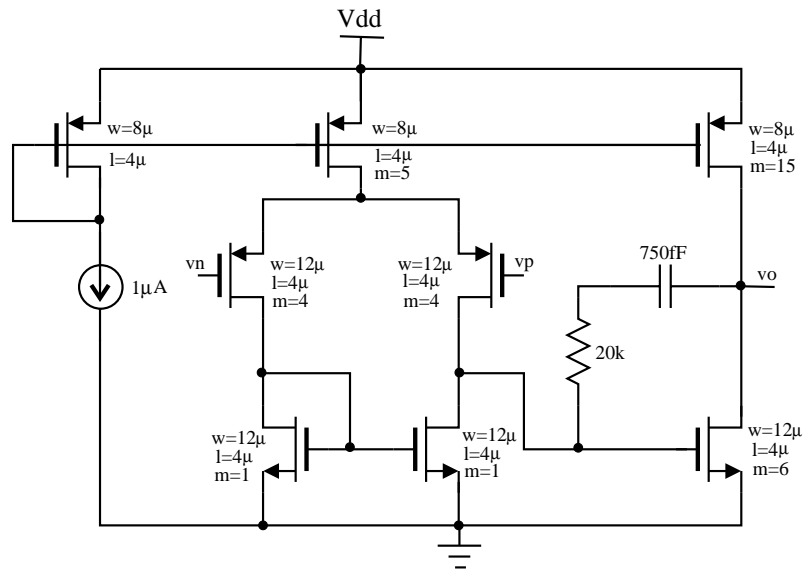 Vdd
w=8μ
l=4μ
w=8μ
l=4μ
m=5
w=8μ
l=4μ
m=15
vn
w=12μ
l=4μ
m=4
w=12μ
l=4μ
m=4
vp
750fF
vo
1μA
20k
w=12μ
l=4μ
m=1
w=12μ
l=4μ
m=1
w=12μ
l=4μ
m=6